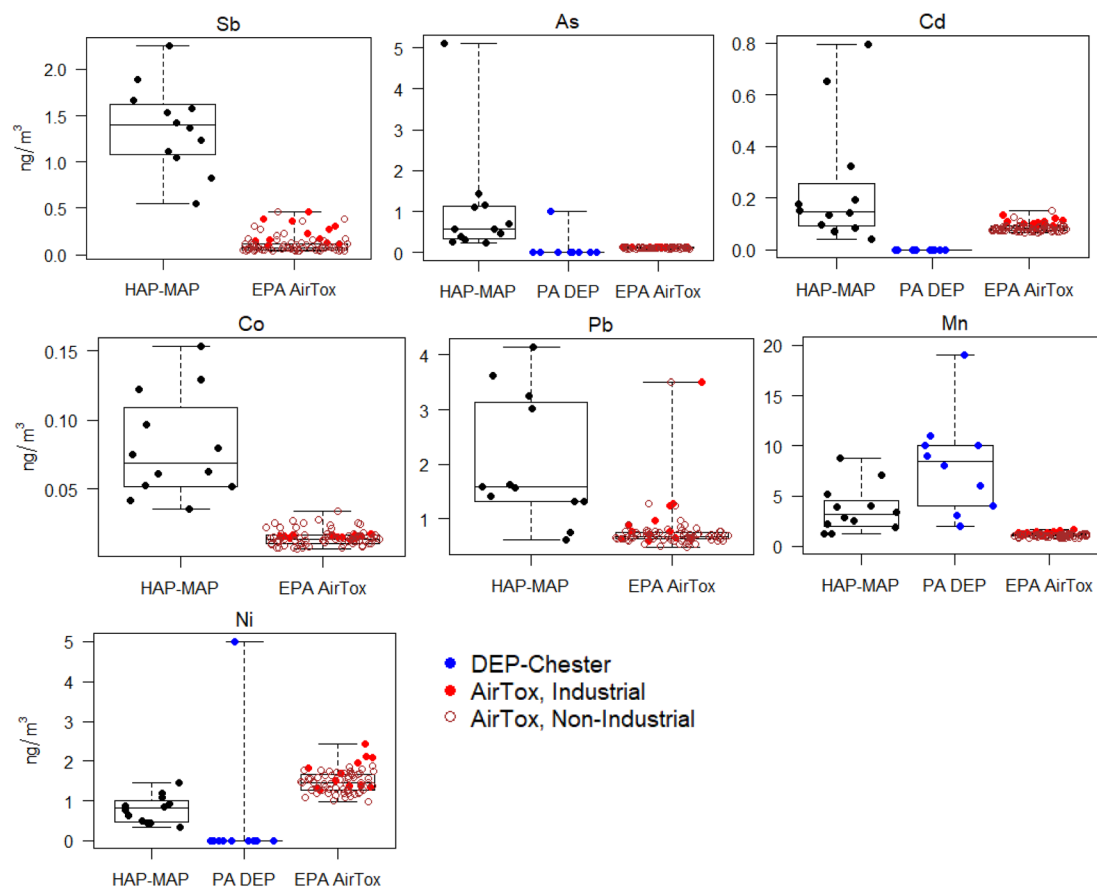 Sb
As
Cd
ng/m³
2.0
1.5
1.0
0.5
0.0
HAP-MAP EPA AirTox
5
4
3
2
1
0
HAP-MAP PA DEP EPA AirTox
0.8
0.6
0.4
0.2
0.0
HAP-MAP PA DEP EPA AirTox
Co
Pb
Mn
ng/m³
0.15
0.10
0.05
HAP-MAP EPA AirTox
4
3
2
1
HAP-MAP EPA AirTox
20
15
10
5
0
HAP-MAP PA DEP EPA AirTox
Ni
ng/m³
5
4
3
2
1
0
HAP-MAP PA DEP EPA AirTox
DEP-Chester
AirTox, Industrial
AirTox, Non-Industrial